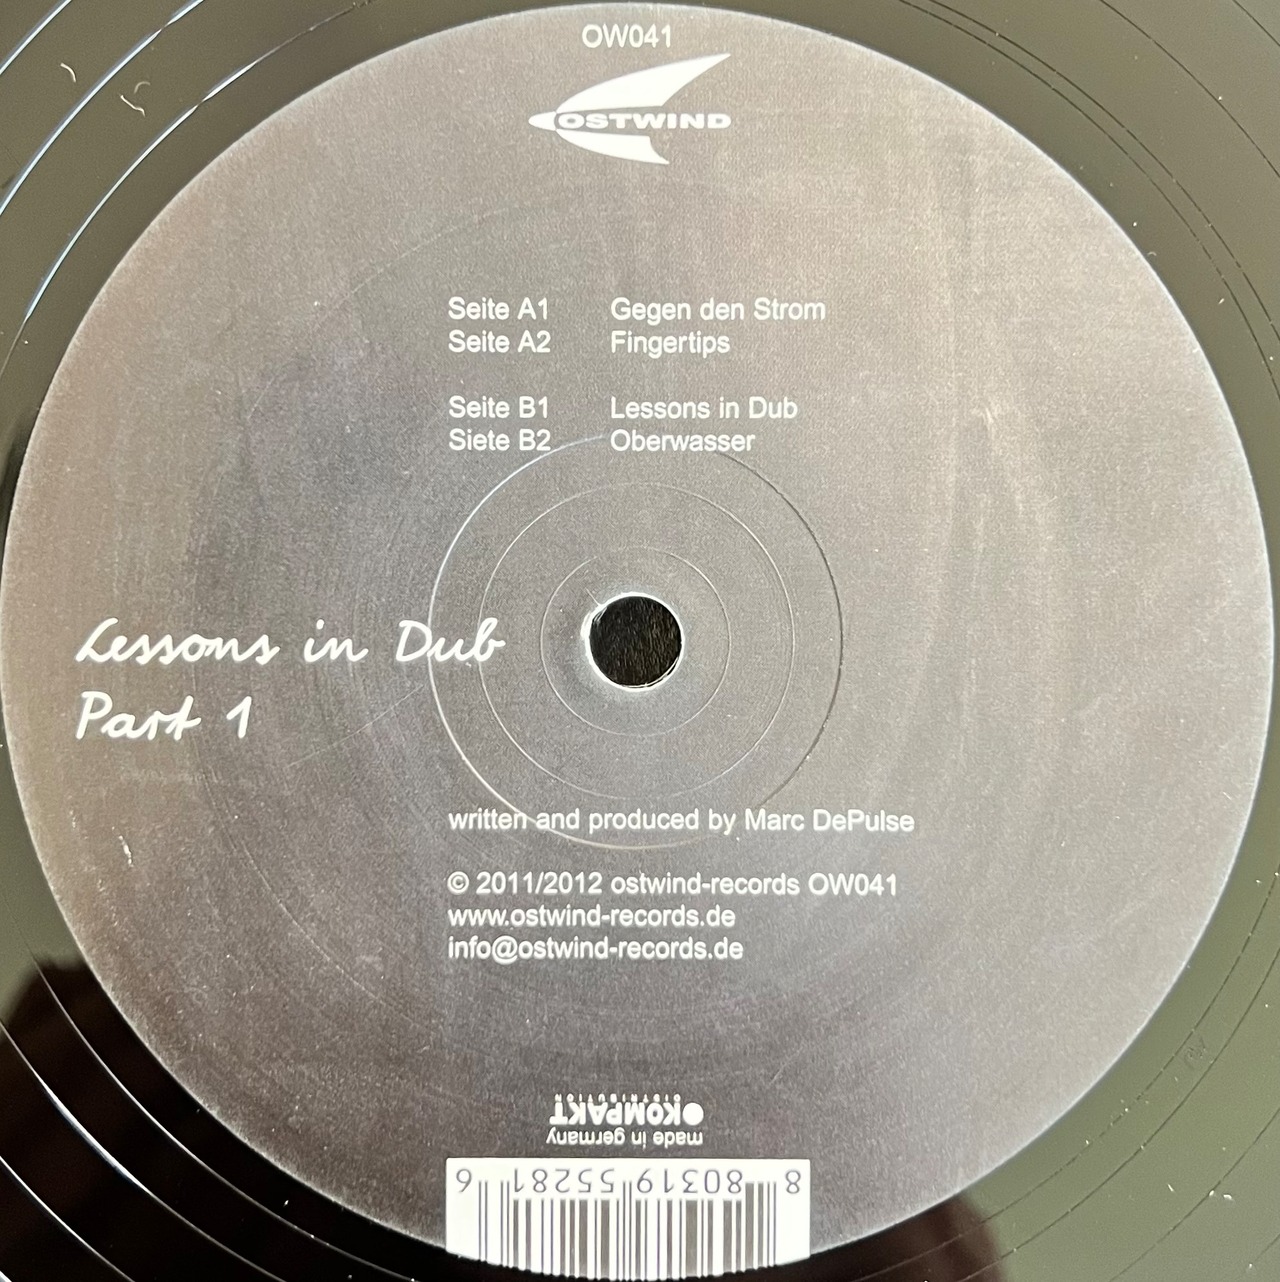 OW041
OSTWIND
Seite A1 Gegen den Strom
Seite A2 Fingertips
Seite B1 Lessons in Dub
Siete B2 Oberwasser
Lessons in Dub
Part 1
written and produced by Marc DePulse
© 2011/2012 ostwind-records OW041
www.ostwind-records.de
info@ostwind-records.de
KOMPAKT
DISTRIBUTION
made in germany
8 80319 55281 6